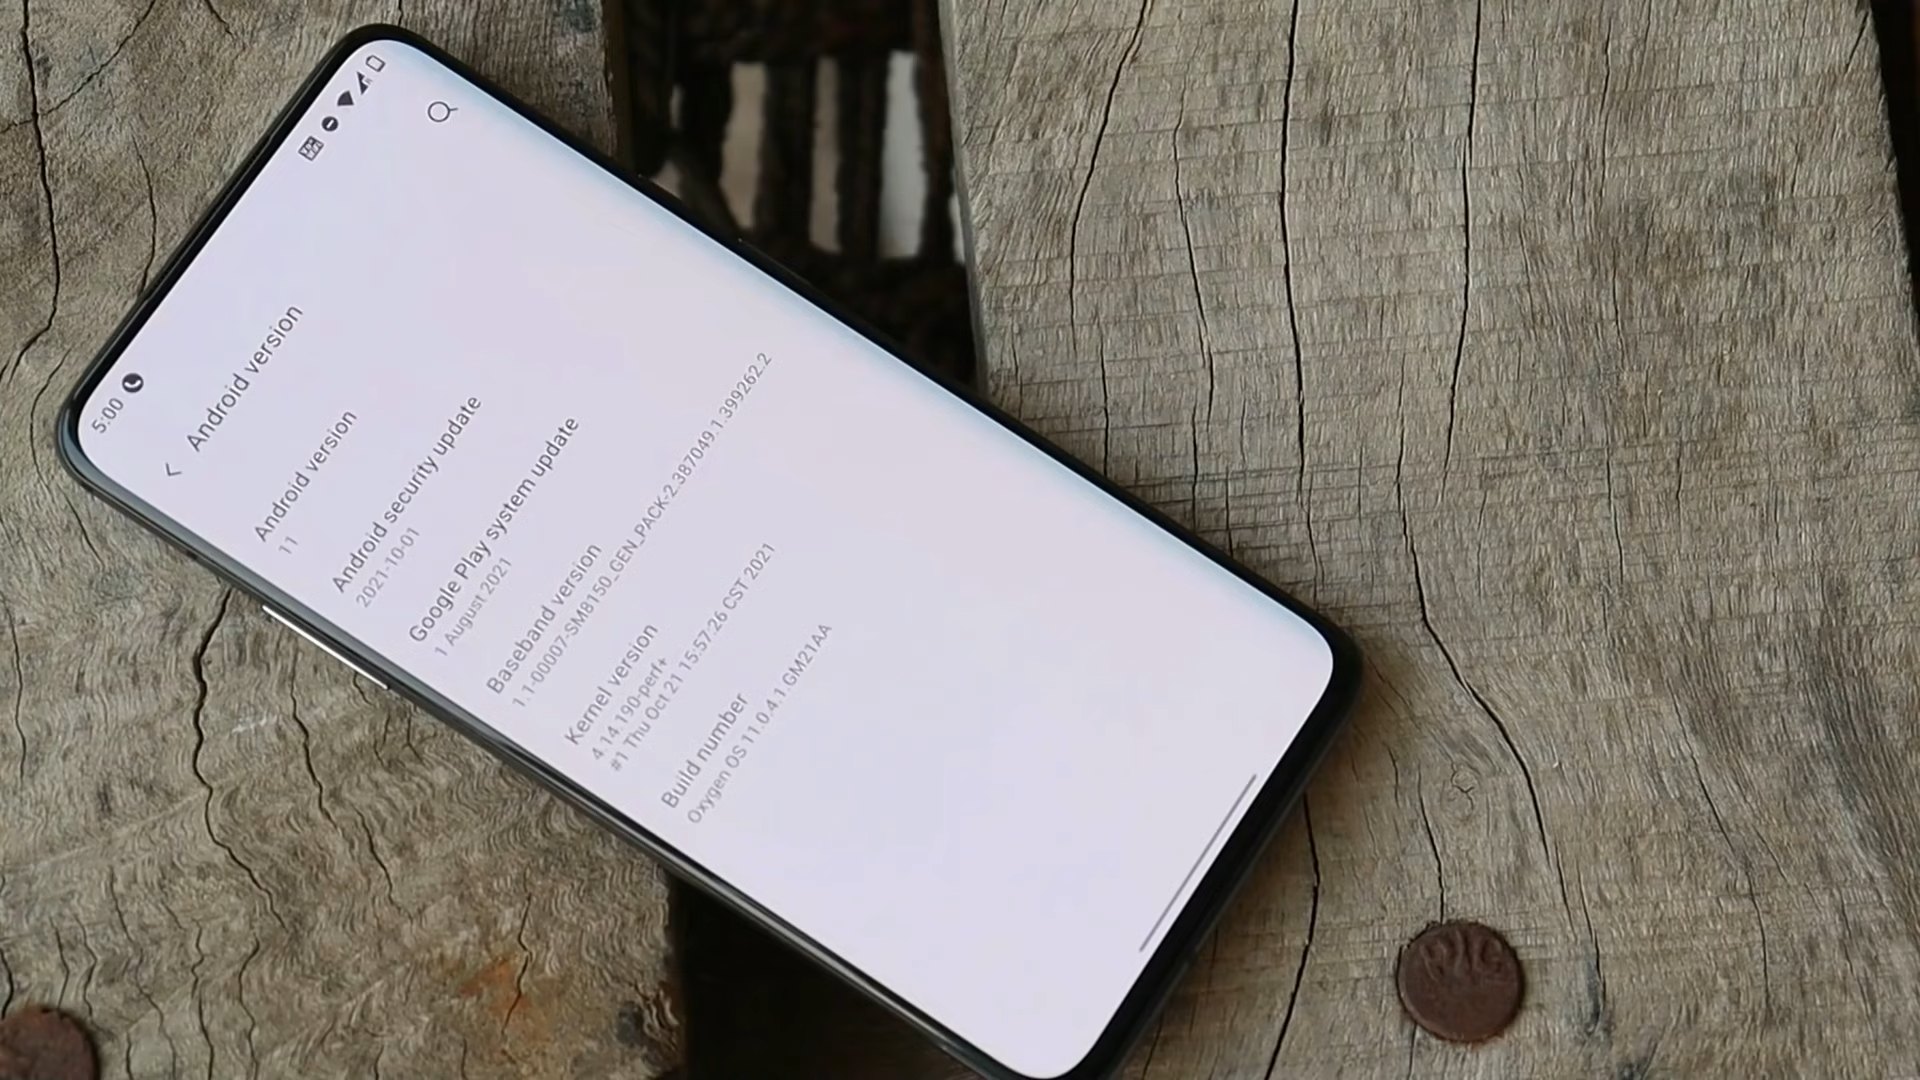 5:00
Android version
Android version
11
Android security update
2021-10-01
Google Play system update
1 August 2021
Baseband version
1.1-00007-SM8150_GEN_PACK-2.387049.1.399262.2
Kernel version
4.14.190-perf+
#1 Thu Oct 21 15:57:26 CST 2021
Build number
Oxygen OS 11.0.4.1.GM21AA